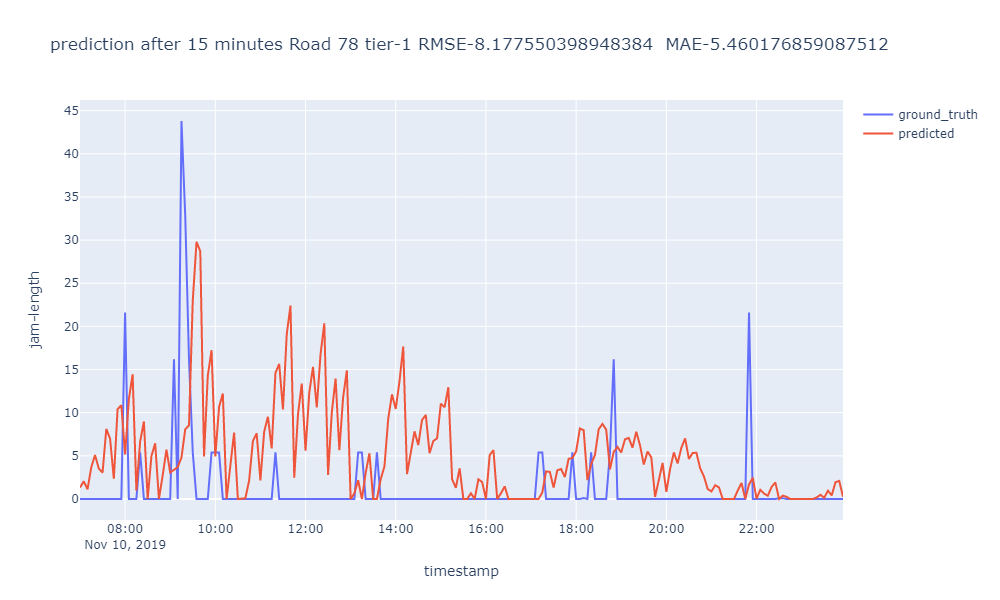 prediction after 15 minutes Road 78 tier-1 RMSE-8.177550398948384  MAE-5.460176859087512
ground_truth
predicted
45
40
35
30
25
20
15
10
5
0
jam-length
08:00 10:00 12:00 14:00 16:00 18:00 20:00 22:00
Nov 10, 2019
timestamp